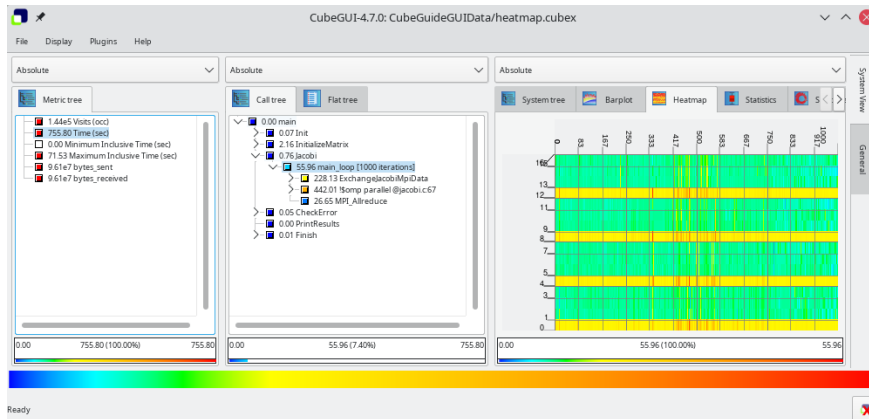 CubeGUI-4.7.0: CubeGuideGUIData/heatmap.cubex
File Display Plugins Help
Absolute
Absolute
Absolute
Metric tree
Call tree
Flat tree
System tree
Barplot
Heatmap
Statistics
System View
General
1.44e5 Visits (occ)
755.80 Time (sec)
0.00 Minimum Inclusive Time (sec)
71.53 Maximum Inclusive Time (sec)
9.61e7 bytes_sent
9.61e7 bytes_received
0.00 main
0.07 Init
2.16 InitializeMatrix
0.76 Jacobi
55.96 main_loop [1000 iterations]
228.13 ExchangeJacobiMpiData
442.01 !$omp parallel @jacobi.c:67
26.65 MPI_Allreduce
0.05 CheckError
0.00 PrintResults
0.01 Finish
0 83 167 250 333 417 500 583 667 750 833 917 1000
13
12
11
9
8
7
5
4
3
1
0
0.00 755.80 (100.00%) 755.80
0.00 55.96 (7.40%) 755.80
0.00 55.96 (100.00%) 55.96
Ready